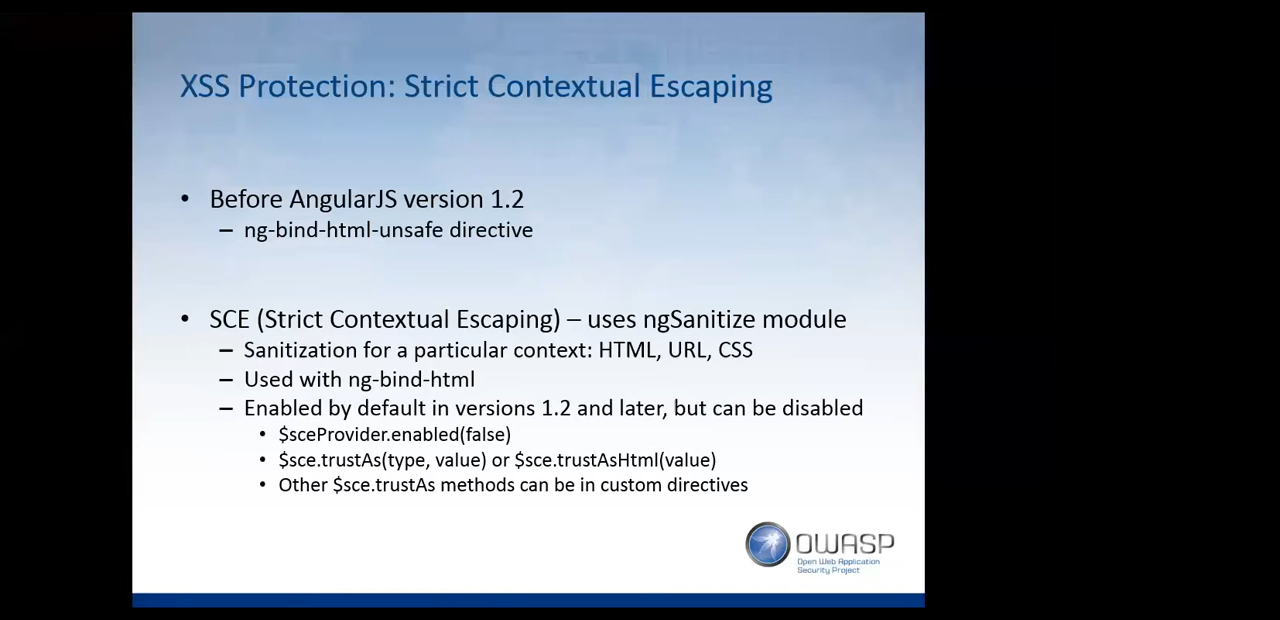 XSS Protection: Strict Contextual Escaping
• Before AngularJS version 1.2
– ng-bind-html-unsafe directive
• SCE (Strict Contextual Escaping) – uses ngSanitize module
– Sanitization for a particular context: HTML, URL, CSS
– Used with ng-bind-html
– Enabled by default in versions 1.2 and later, but can be disabled
• $sceProvider.enabled(false)
• $sce.trustAs(type, value) or $sce.trustAsHtml(value)
• Other $sce.trustAs methods can be in custom directives
OWASP
Open Web Application
Security Project